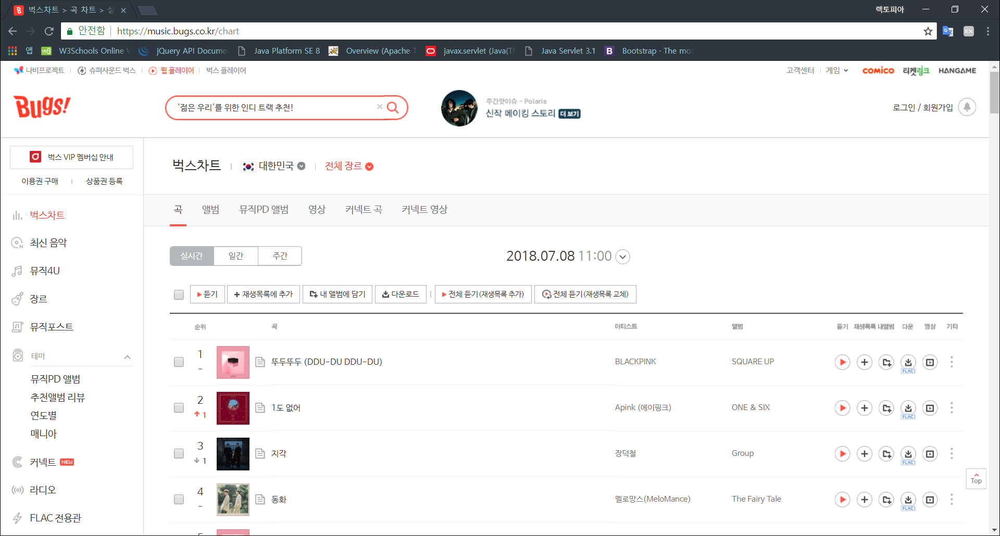 벅스차트 > 곡 차트 > 실
렉토피아
안전함 https://music.bugs.co.kr/chart
EX
앱 W3Schools Online jQuery API Docume Java Platform SE 8 Overview (Apache T javax.servlet (Java(T Java Servlet 3.1 Bootstrap · The mos
나비프로젝트 슈퍼사운드 벅스 웹 플레이어 벅스 플레이어
고객센터 게임 COMICO 티켓링크 HANGAME
Bugs!
'젊은 우리'를 위한 인디 트랙 추천!
주간핫이슈 - Polaris
신작 메이킹 스토리 더 보기
로그인 / 회원가입
벅스 VIP 멤버십 안내
이용권 구매 상품권 등록
벅스차트
최신 음악
뮤직4U
장르
뮤직포스트
테마
뮤직PD 앨범
추천앨범 리뷰
연도별
매니아
커넥트 NEW
라디오
FLAC 전용관
벅스차트 대한민국 전체 장르
곡 앨범 뮤직PD 앨범 영상 커넥트 곡 커넥트 영상
실시간 일간 주간
2018.07.08 11:00
듣기 재생목록에 추가 내 앨범에 담기 다운로드 전체 듣기(재생목록 추가) 전체 듣기(재생목록 교체)
순위 곡 아티스트 앨범 듣기 재생목록 내앨범 다운 영상 기타
1 뚜두뚜두 (DDU-DU DDU-DU) BLACKPINK SQUARE UP
FLAC
2 1도 없어 Apink (에이핑크) ONE & SIX
1 FLAC
3 지각 장덕철 Group
1 FLAC
4 동화 멜로망스(MeloMance) The Fairy Tale
FLAC
Top